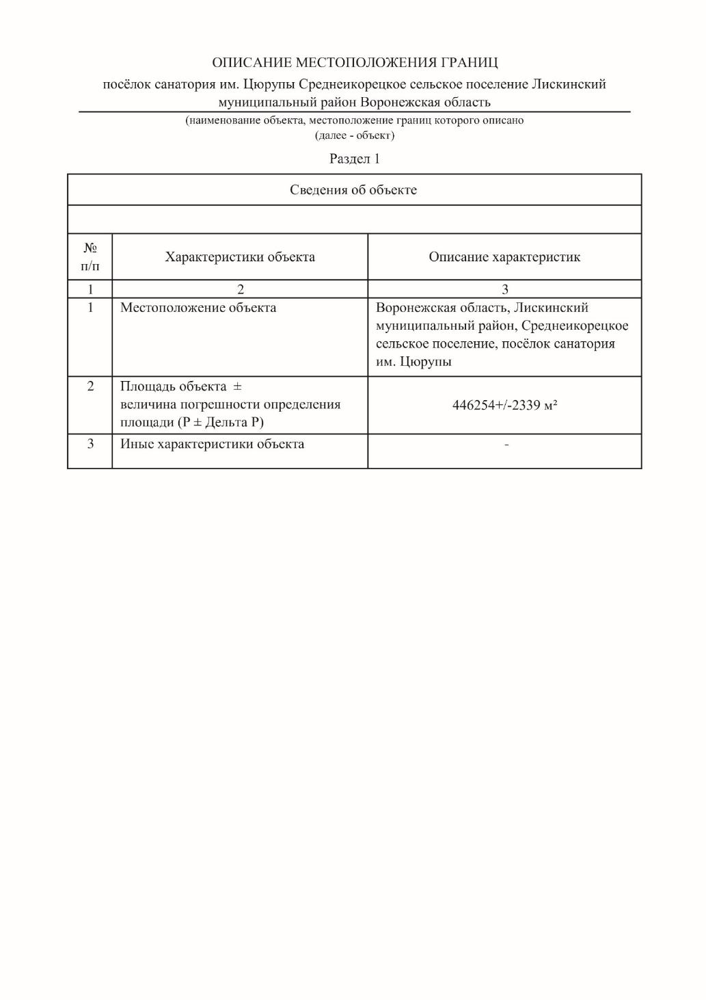 ОПИСАНИЕ МЕСТОПОЛОЖЕНИЯ ГРАНИЦ
посёлок санатория им. Цюрупы Среднеикорецкое сельское поселение Лискинский
муниципальный район Воронежская область
(наименование объекта, местоположение границ которого описано
(далее - объект)
Раздел 1
Сведения об объекте
№
п/п
Характеристики объекта
Описание характеристик
1
2
3
1
Местоположение объекта
Воронежская область, Лискинский
муниципальный район, Среднеикорецкое
сельское поселение, посёлок санатория
им. Цюрупы
2
Площадь объекта ±
величина погрешности определения
площади (Р ± Дельта Р)
446254+/-2339 м²
3
Иные характеристики объекта
-